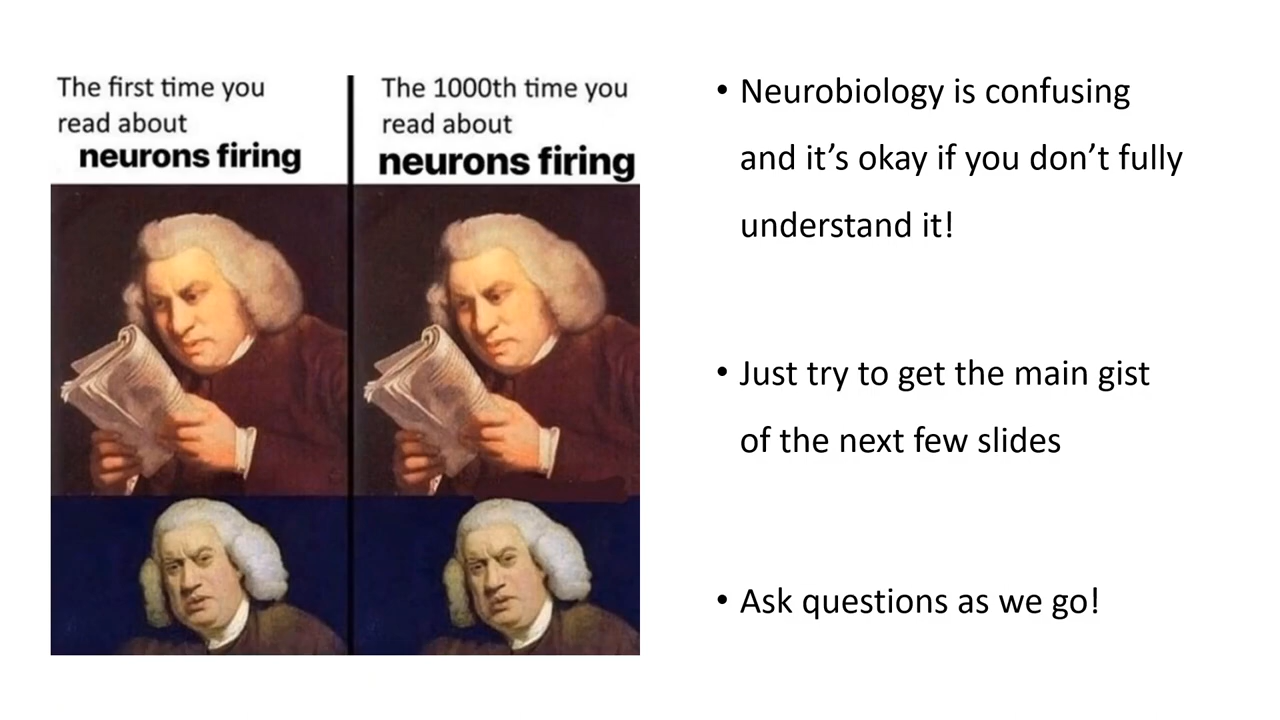 The first time you
read about
neurons firing
The 1000th time you
read about
neurons firing
• Neurobiology is confusing
and it’s okay if you don’t fully
understand it!
• Just try to get the main gist
of the next few slides
• Ask questions as we go!